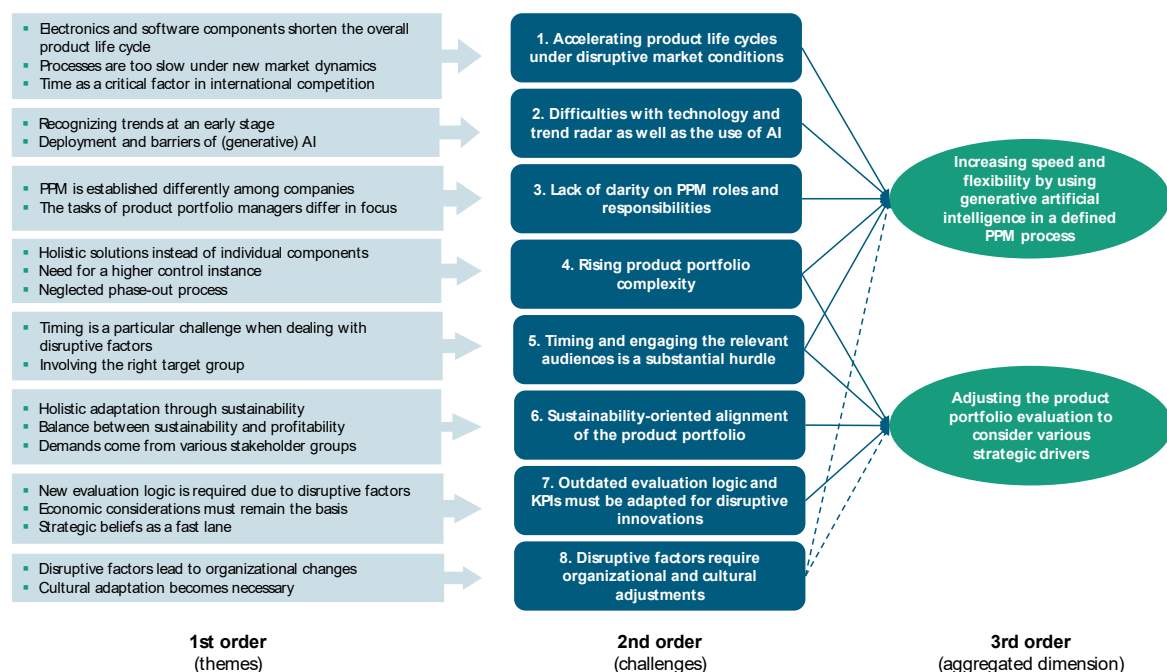 Electronics and software components shorten the overall
product life cycle
Processes are too slow under new market dynamics
Time as a critical factor in international competition
1. Accelerating product life cycles
under disruptive market conditions
Recognizing trends at an early stage
Deployment and barriers of (generative) AI
2. Difficulties with technology and
trend radar as well as the use of AI
PPM is established differently among companies
The tasks of product portfolio managers differ in focus
3. Lack of clarity on PPM roles and
responsibilities
Holistic solutions instead of individual components
Need for a higher control instance
Neglected phase-out process
4. Rising product portfolio
complexity
Timing is a particular challenge when dealing with
disruptive factors
Involving the right target group
5. Timing and engaging the relevant
audiences is a substantial hurdle
Holistic adaptation through sustainability
Balance between sustainability and profitability
Demands come from various stakeholder groups
6. Sustainability-oriented alignment
of the product portfolio
New evaluation logic is required due to disruptive factors
Economic considerations must remain the basis
Strategic beliefs as a fast lane
7. Outdated evaluation logic and
KPIs must be adapted for disruptive
innovations
Disruptive factors lead to organizational changes
Cultural adaptation becomes necessary
8. Disruptive factors require
organizational and cultural
adjustments
Increasing speed and
flexibility by using
generative artificial
intelligence in a defined
PPM process
Adjusting the product
portfolio evaluation to
consider various
strategic drivers
1st order
(themes)
2nd order
(challenges)
3rd order
(aggregated dimension)